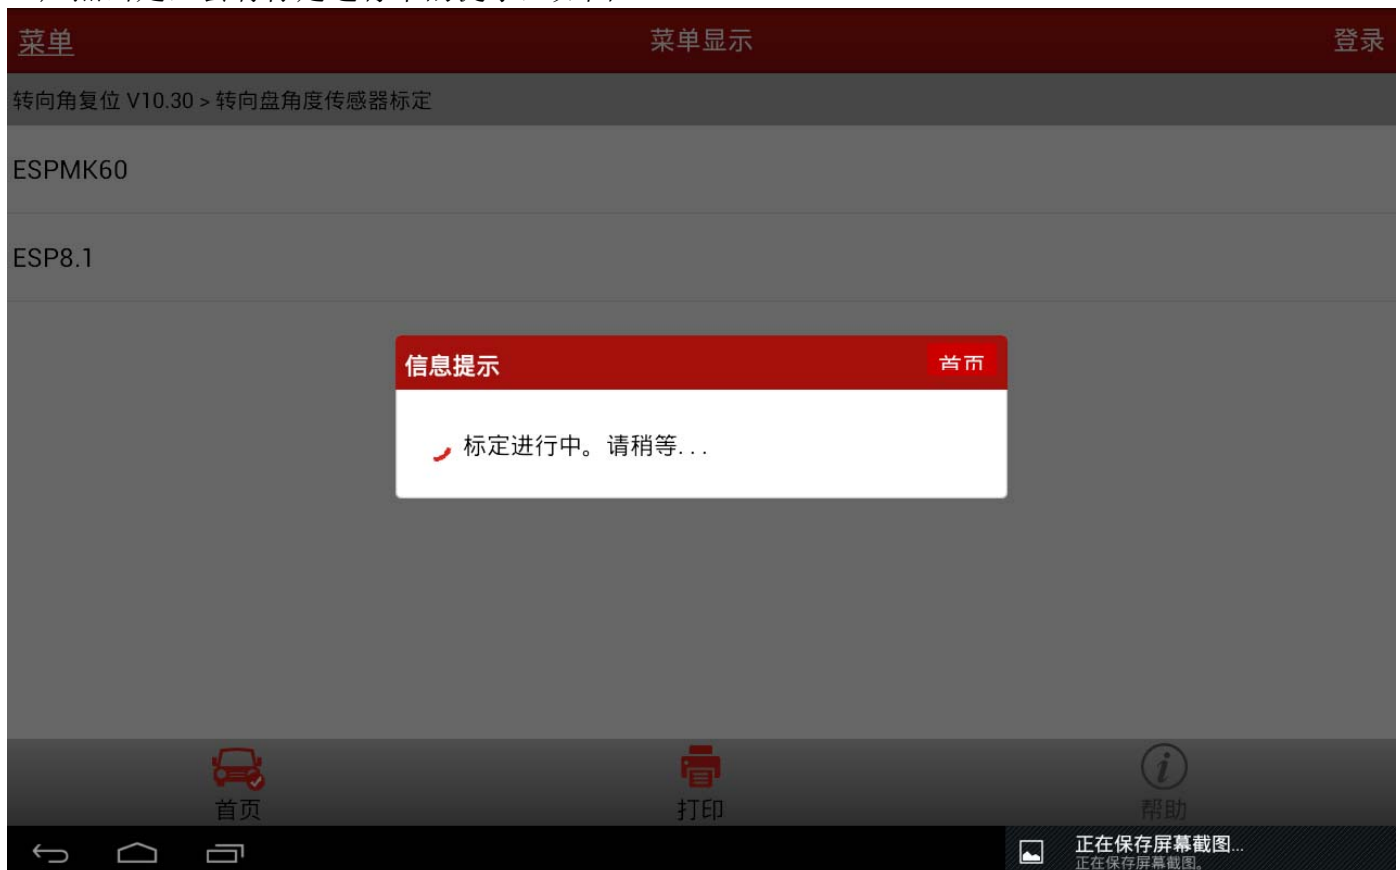 菜单
菜单显示
登录
转向角复位 V10.30 > 转向盘角度传感器标定
ESPMK60
ESP8.1
信息提示
首页
标定进行中。请稍等...
首页
打印
帮助
正在保存屏幕截图...
正在保存屏幕截图。